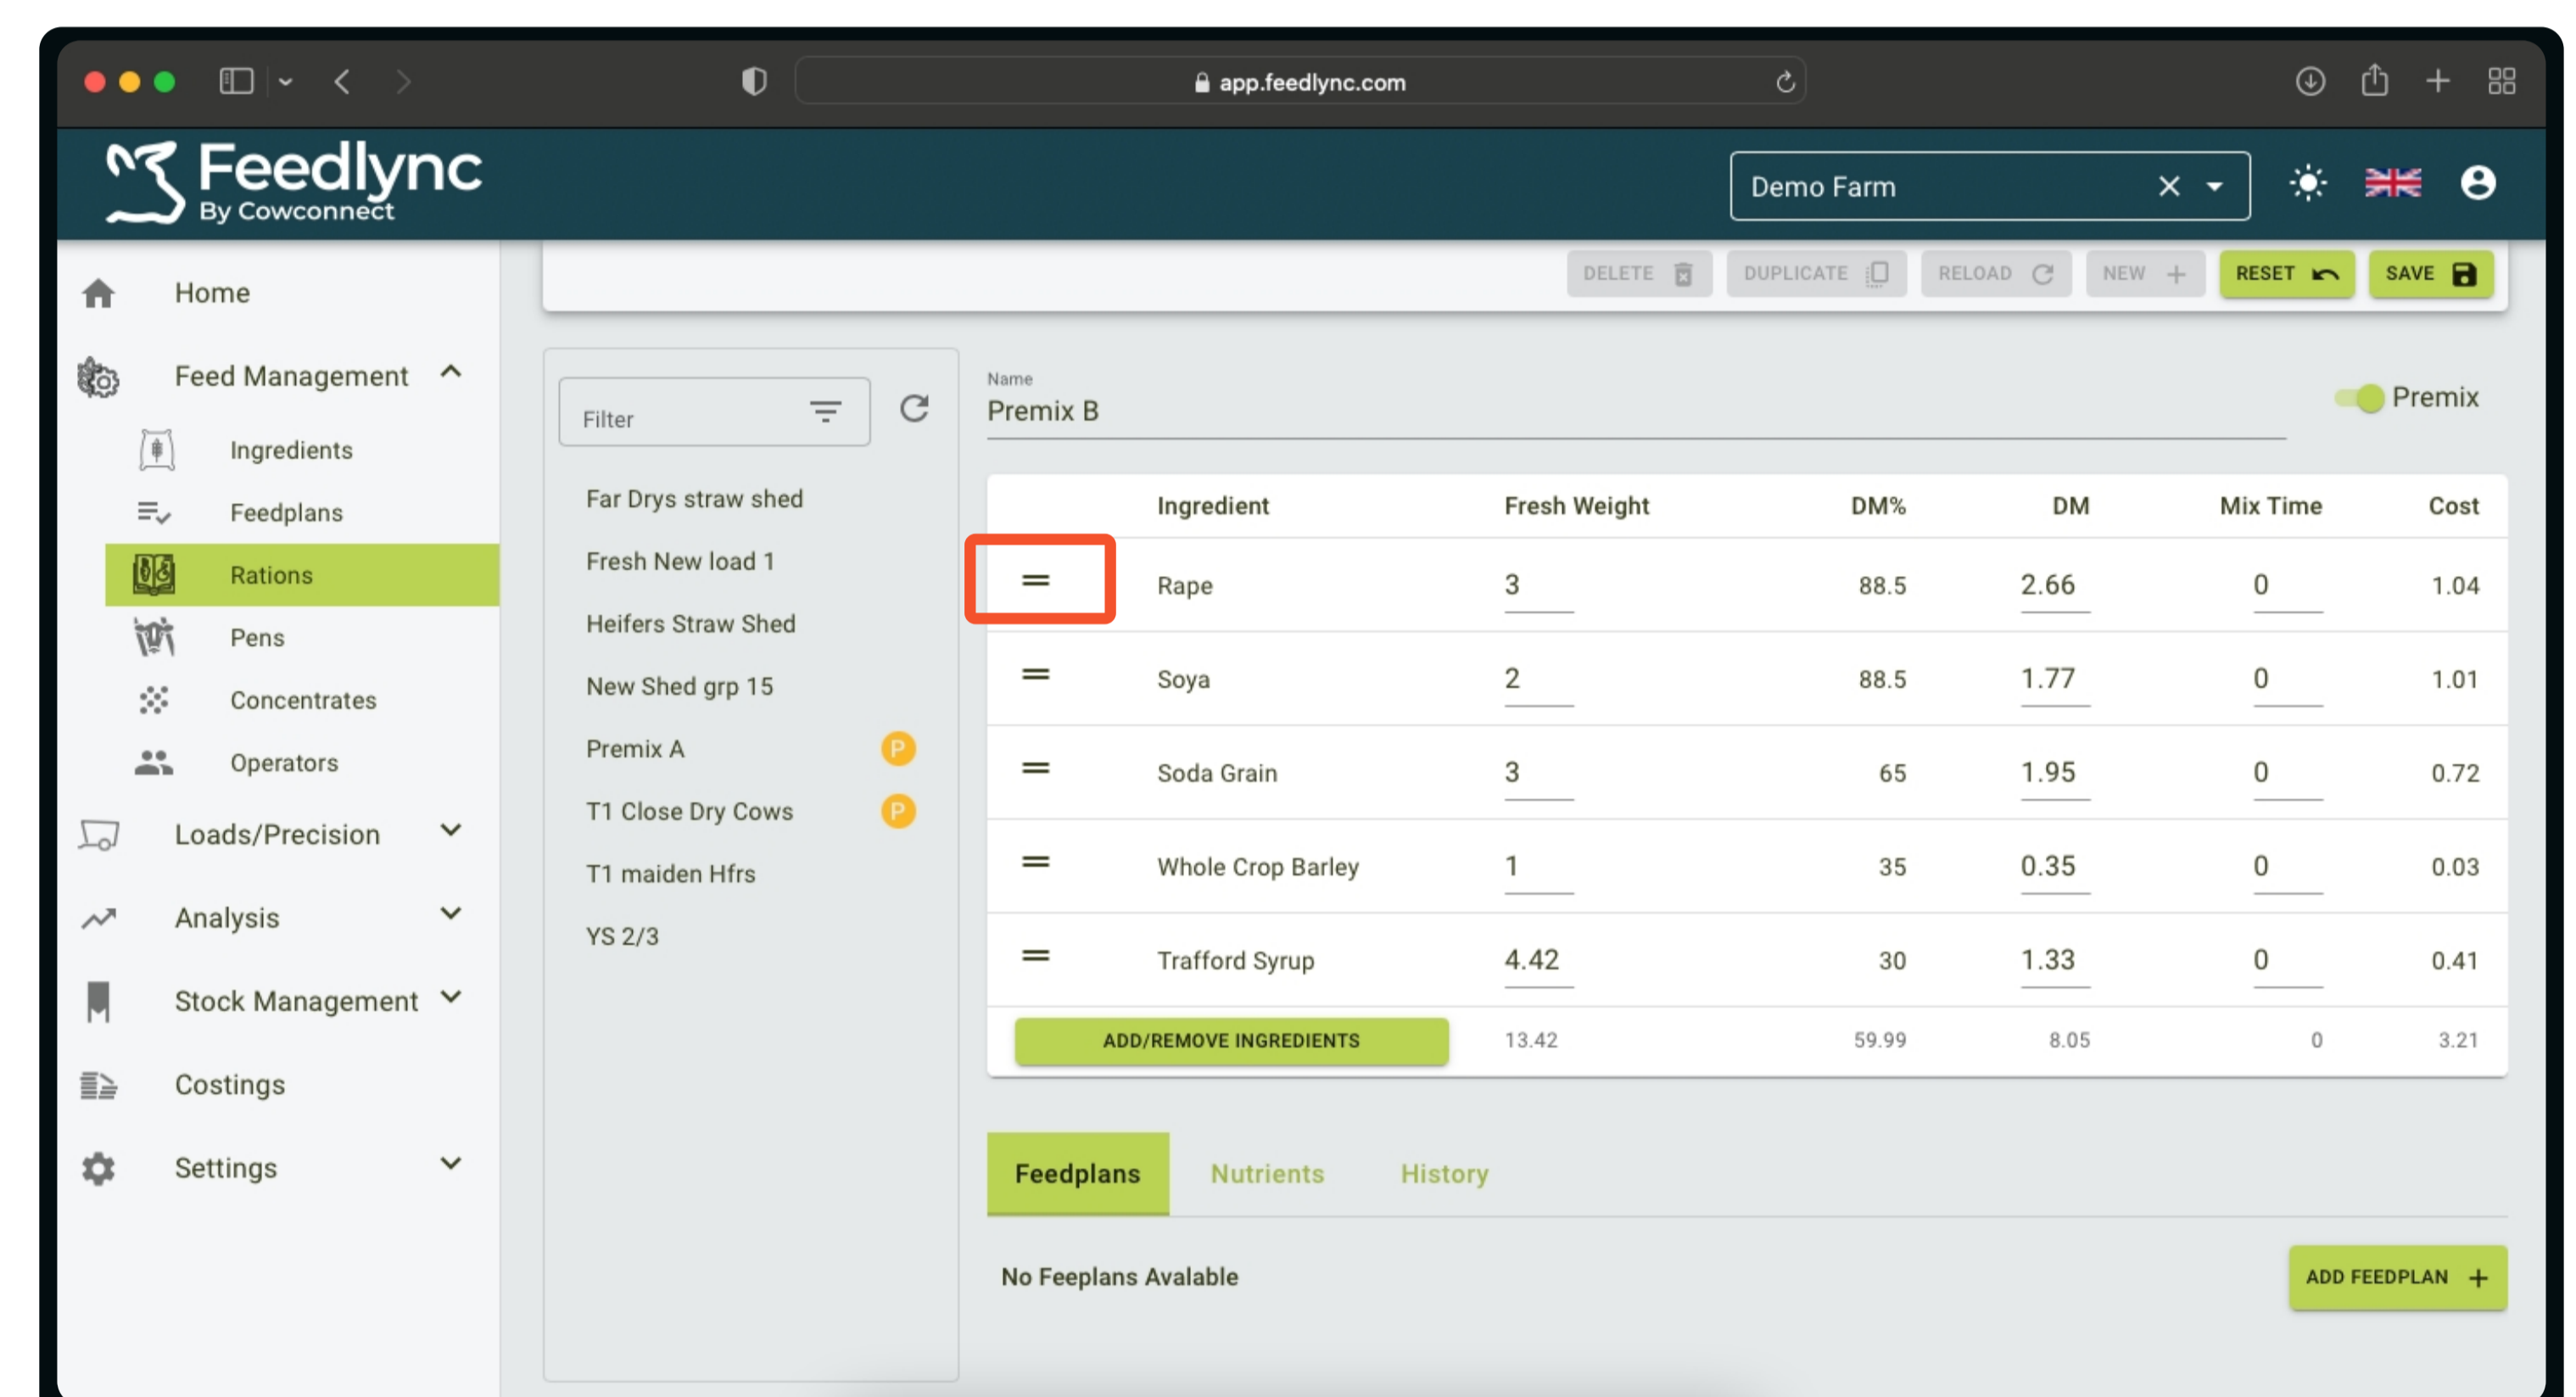 app.feedlync.com
Feedlync
By Cowconnect
Demo Farm
DELETE DUPLICATE RELOAD NEW RESET SAVE
Home
Feed Management
Ingredients
Feedplans
Rations
Pens
Concentrates
Operators
Loads/Precision
Analysis
Stock Management
Costings
Settings
Filter
Far Drys straw shed
Fresh New load 1
Heifers Straw Shed
New Shed grp 15
Premix A P
T1 Close Dry Cows P
T1 maiden Hfrs
YS 2/3
Name
Premix B
Premix
Ingredient Fresh Weight DM% DM Mix Time Cost
Rape 3 88.5 2.66 0 1.04
Soya 2 88.5 1.77 0 1.01
Soda Grain 3 65 1.95 0 0.72
Whole Crop Barley 1 35 0.35 0 0.03
Trafford Syrup 4.42 30 1.33 0 0.41
ADD/REMOVE INGREDIENTS 13.42 59.99 8.05 0 3.21
Feedplans Nutrients History
No Feeplans Avalable
ADD FEEDPLAN +